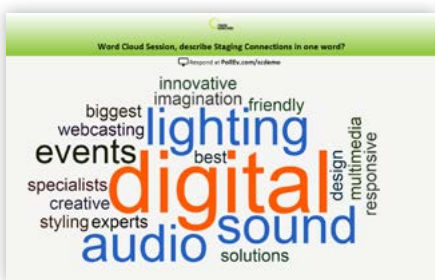 Word Cloud Session, describe Staging Connections in one word?
Respond at PollEv.com/scdemo
innovative
imagination
friendly
biggest
lighting
webcasting
events
best
digital
design
multimedia
responsive
specialists
creative
styling
experts
sound
audio
solutions